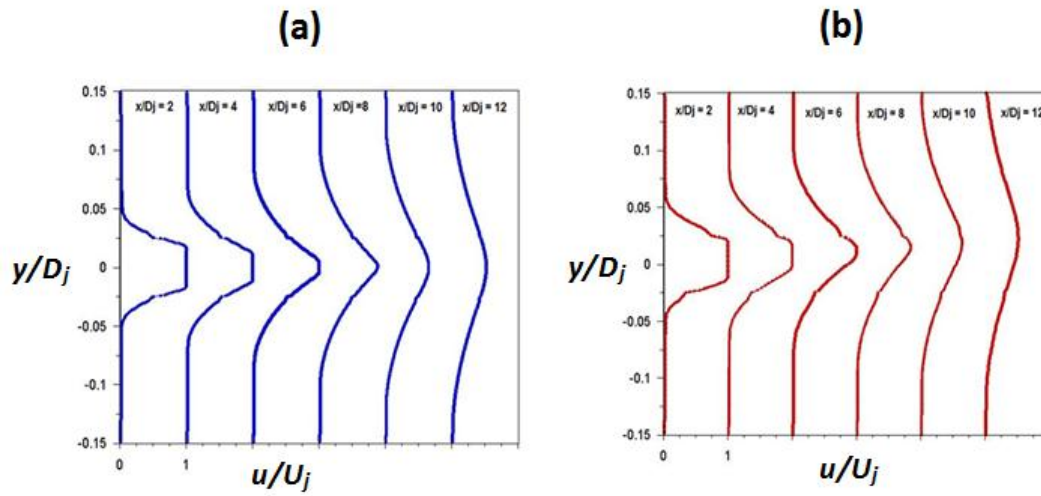 (a)
0.15
x/Dj = 2
x/Dj = 4
x/Dj = 6
x/Dj =8
x/Dj = 10
x/Dj = 12
0.1
0.05
y/Dj
0
-0.05
-0.1
-0.15
0
1
u/Uj
(b)
0.15
x/Dj = 2
x/Dj = 4
x/Dj = 6
x/Dj = 8
x/Dj = 10
x/Dj = 12
0.1
0.05
y/Dj
0
-0.05
-0.1
-0.15
0
1
u/Uj